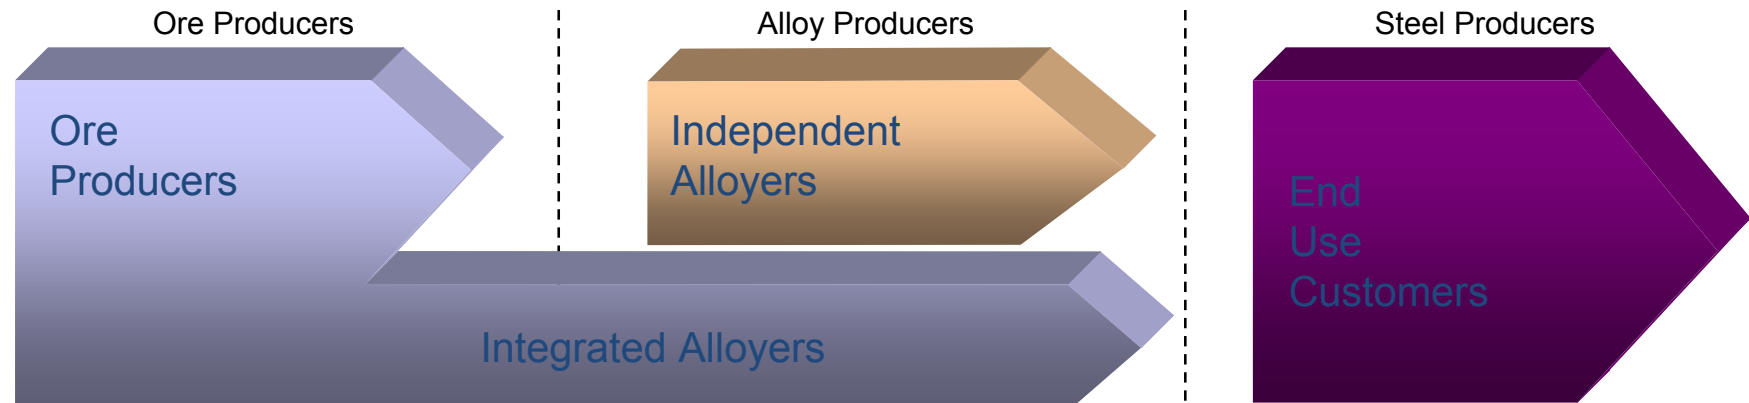 Ore Producers
Alloy Producers
Steel Producers
Ore
Producers
Independent
Alloyers
End
Use
Customers
Integrated Alloyers